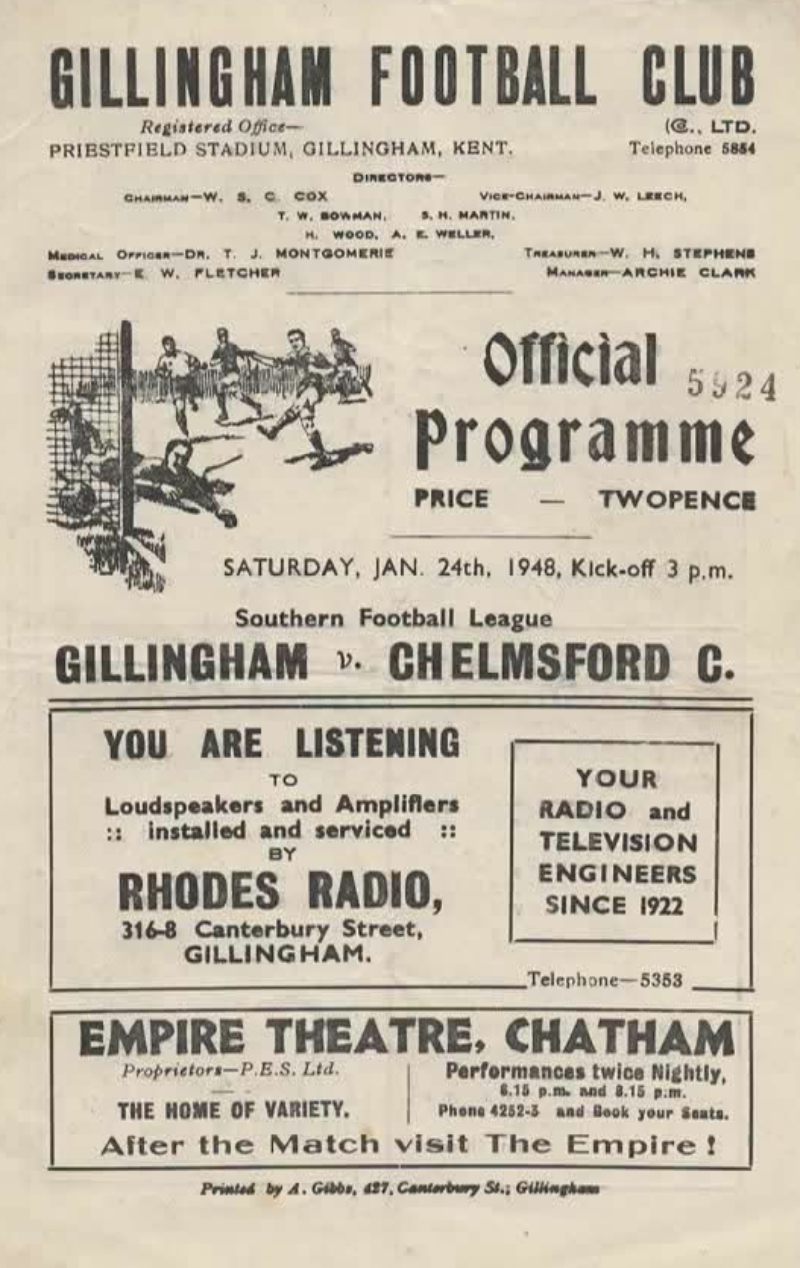 GILLINGHAM FOOTBALL CLUB
Registered Office— (C., LTD.
PRIESTFIELD STADIUM, GILLINGHAM, KENT. Telephone 5854
DIRECTORS—
CHAIRMAN—W. S. C. COX VICE-CHAIRMAN—J. W. LEECH,
T. W. BOWMAN, S. H. MARTIN,
H. WOOD, A. E. WELLER,
MEDICAL OFFICER—DR. T. J. MONTGOMERIE TREASURER—W. H. STEPHENS
SECRETARY—E. W. FLETCHER MANAGER—ARCHIE CLARK
Official
5924
Programme
PRICE — TWOPENCE
SATURDAY, JAN. 24th, 1948, Kick-off 3 p.m.
Southern Football League
GILLINGHAM v. CHELMSFORD C.
YOU ARE LISTENING
TO
Loudspeakers and Amplifiers
:: installed and serviced ::
BY
RHODES RADIO,
316-8 Canterbury Street,
GILLINGHAM.
YOUR
RADIO and
TELEVISION
ENGINEERS
SINCE 1922
Telephone—5353
EMPIRE THEATRE, CHATHAM
Proprietors—P.E.S. Ltd.
THE HOME OF VARIETY.
Performances twice Nightly,
6.15 p.m. and 8.15 p.m.
Phone 4252-3 and Book your Seats.
After the Match visit The Empire!
Printed by A. Gibbs, 427, Canterbury St.; Gillingham